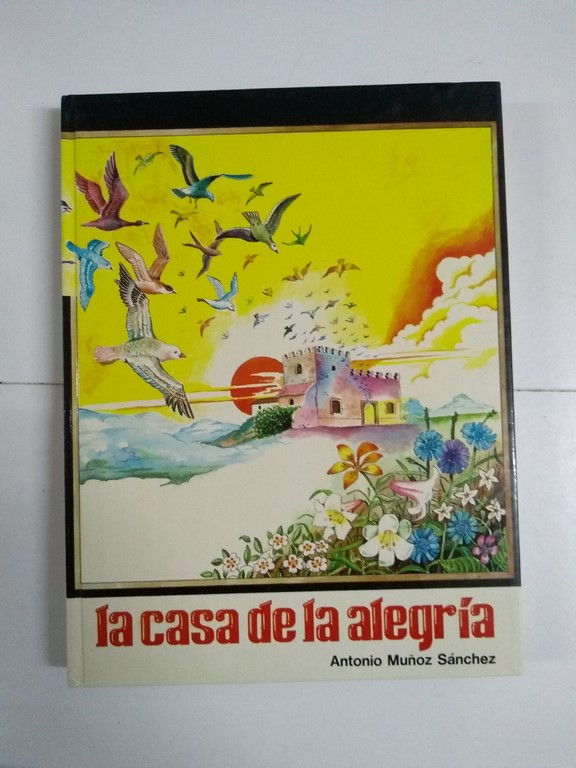 la casa de la alegría
Antonio Muñoz Sánchez